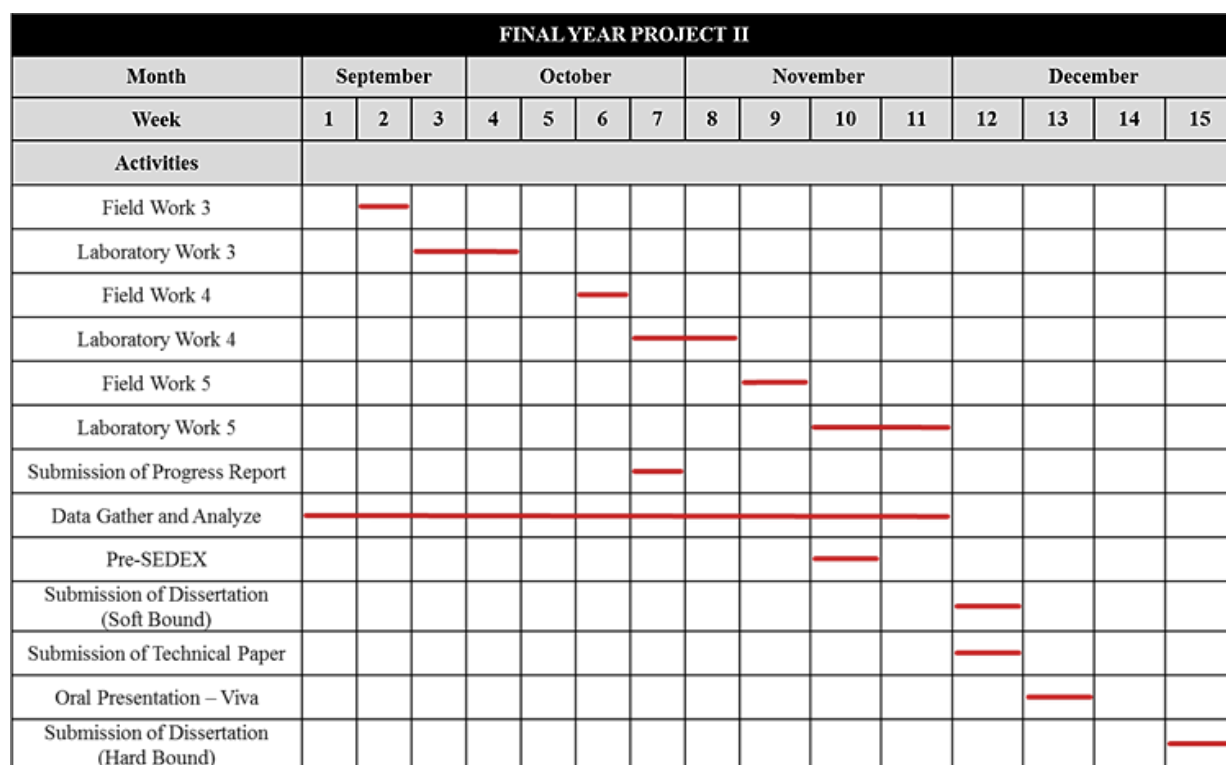 FINAL YEAR PROJECT II
Month September October November December
Week 1 2 3 4 5 6 7 8 9 10 11 12 13 14 15
Activities
Field Work 3
Laboratory Work 3
Field Work 4
Laboratory Work 4
Field Work 5
Laboratory Work 5
Submission of Progress Report
Data Gather and Analyze
Pre-SEDEX
Submission of Dissertation
(Soft Bound)
Submission of Technical Paper
Oral Presentation – Viva
Submission of Dissertation
(Hard Bound)